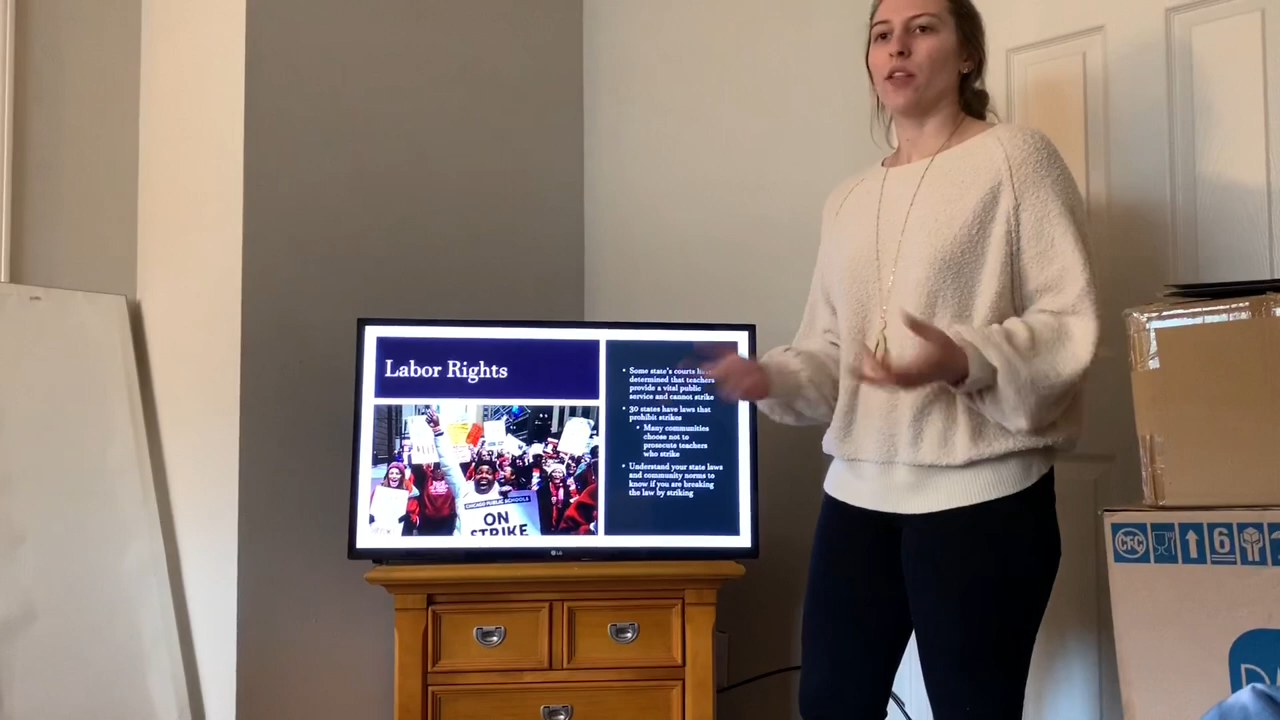 Labor Rights
• Some state's courts have
determined that teachers
provide a vital public
service and cannot strike
• 30 states have laws that
prohibit strikes
• Many communities
choose not to
prosecute teachers
who strike
• Understand your state laws
and community norms to
know if you are breaking
the law by striking
CHICAGO PUBLIC SCHOOLS
ON
STRIKE
LG
CFC
6